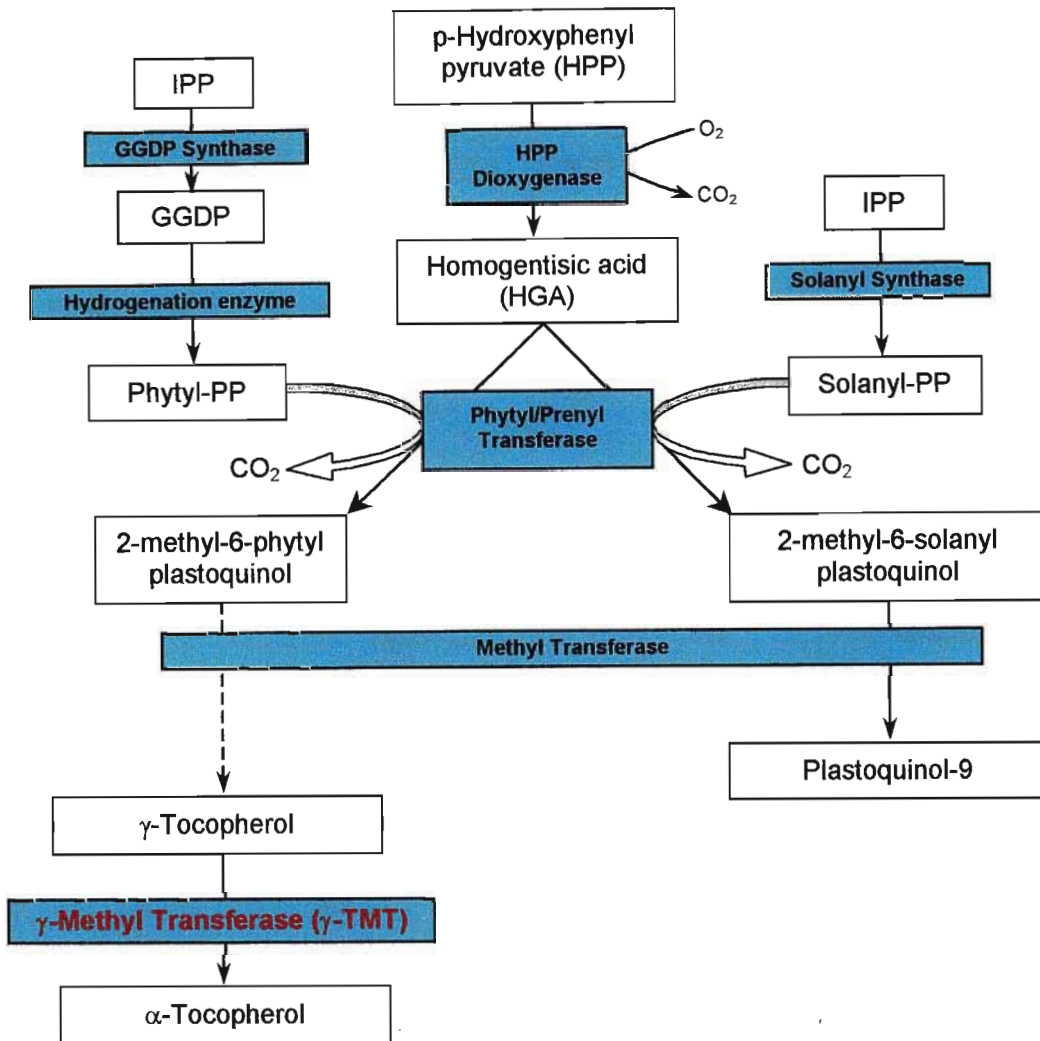 p-Hydroxyphenyl
pyruvate (HPP)
IPP
GGDP Synthase
HPP
Dioxygenase
O₂
CO₂
GGDP
IPP
Homogentisic acid
(HGA)
Hydrogenation enzyme
Solanyl Synthase
Phytyl-PP
Solanyl-PP
Phytyl/Prenyl
Transferase
CO₂
CO₂
2-methyl-6-phytyl
plastoquinol
2-methyl-6-solanyl
plastoquinol
Methyl Transferase
Plastoquinol-9
γ-Tocopherol
γ-Methyl Transferase (γ-TMT)
α-Tocopherol